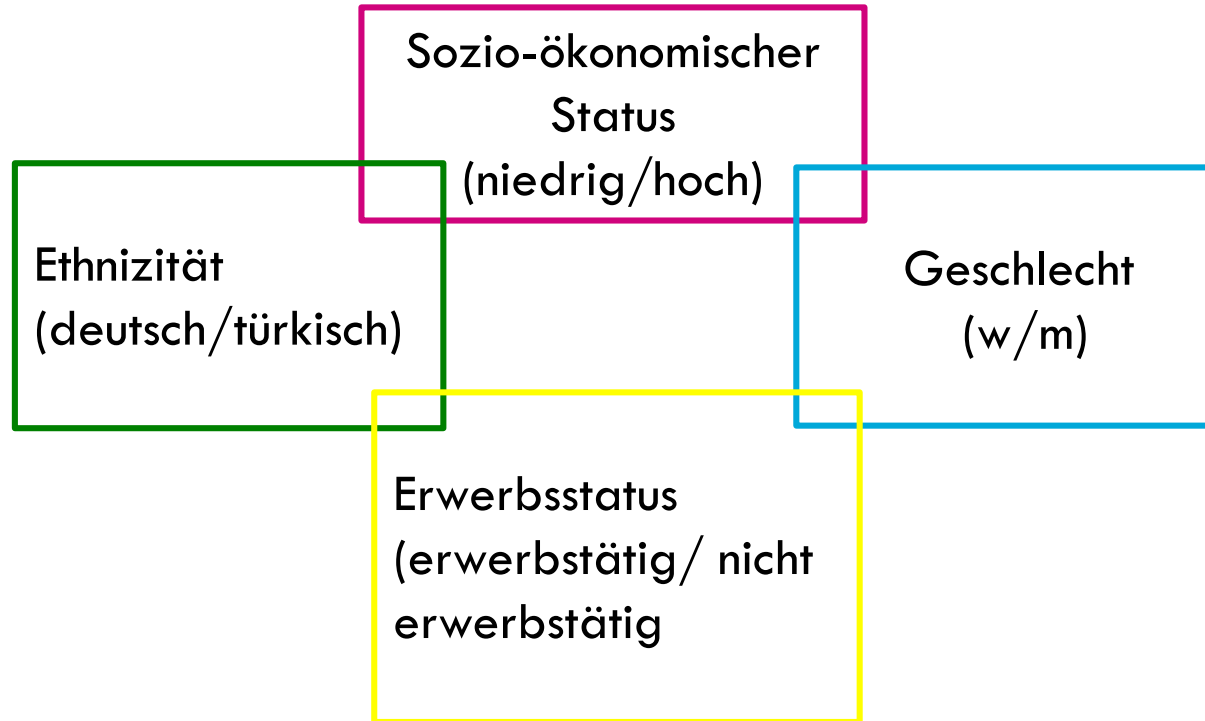 Sozio-ökonomischer
Status
(niedrig/hoch)
Ethnizität
(deutsch/türkisch)
Geschlecht
(w/m)
Erwerbsstatus
(erwerbstätig/ nicht
erwerbstätig